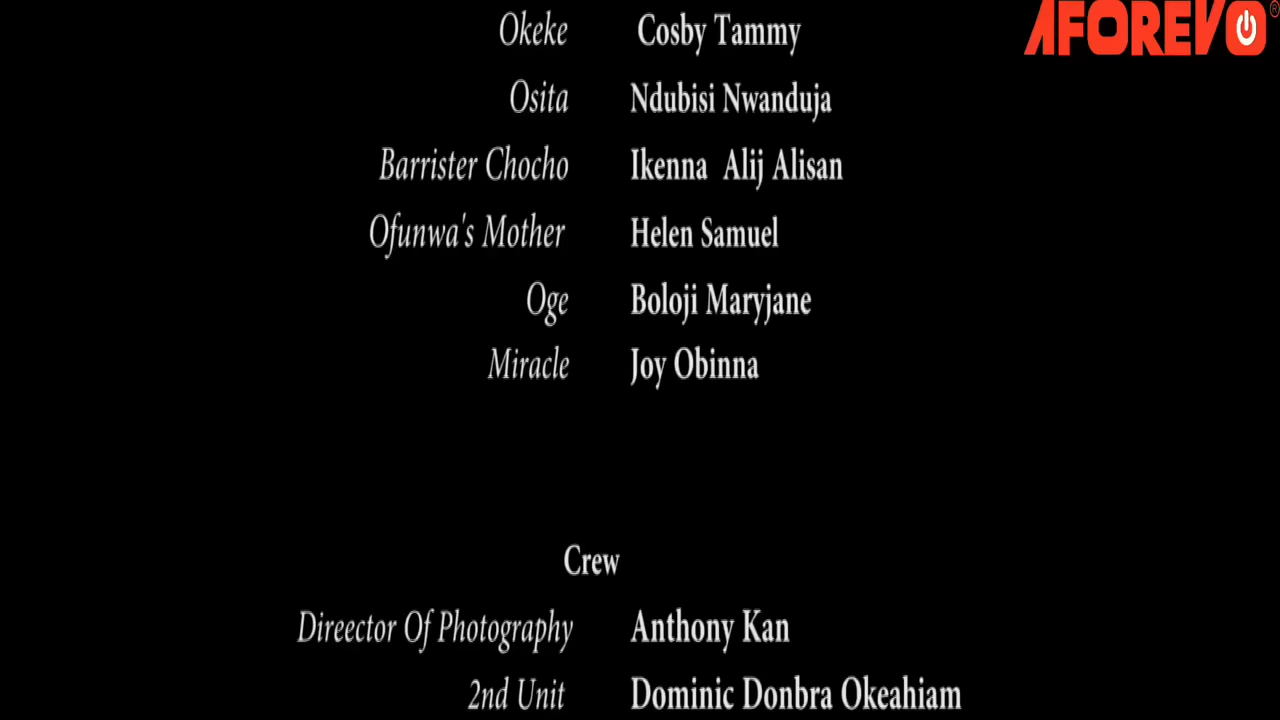 AFOREVO®
Okeke Cosby Tammy
Osita Ndubisi Nwanduja
Barrister Chocho Ikenna Alij Alisan
Ofunwa's Mother Helen Samuel
Oge Boloji Maryjane
Miracle Joy Obinna
Crew
Direector Of Photography Anthony Kan
2nd Unit Dominic Donbra Okeahiam